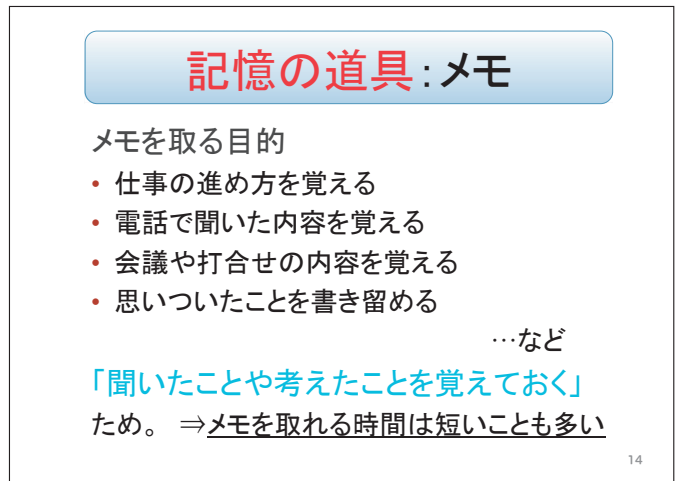 記憶の道具：メモ
メモを取る目的
• 仕事の進め方を覚える
• 電話で聞いた内容を覚える
• 会議や打合せの内容を覚える
• 思いついたことを書き留める
…など
「聞いたことや考えたことを覚えておく」
ため。 ⇒メモを取れる時間は短いことも多い
14